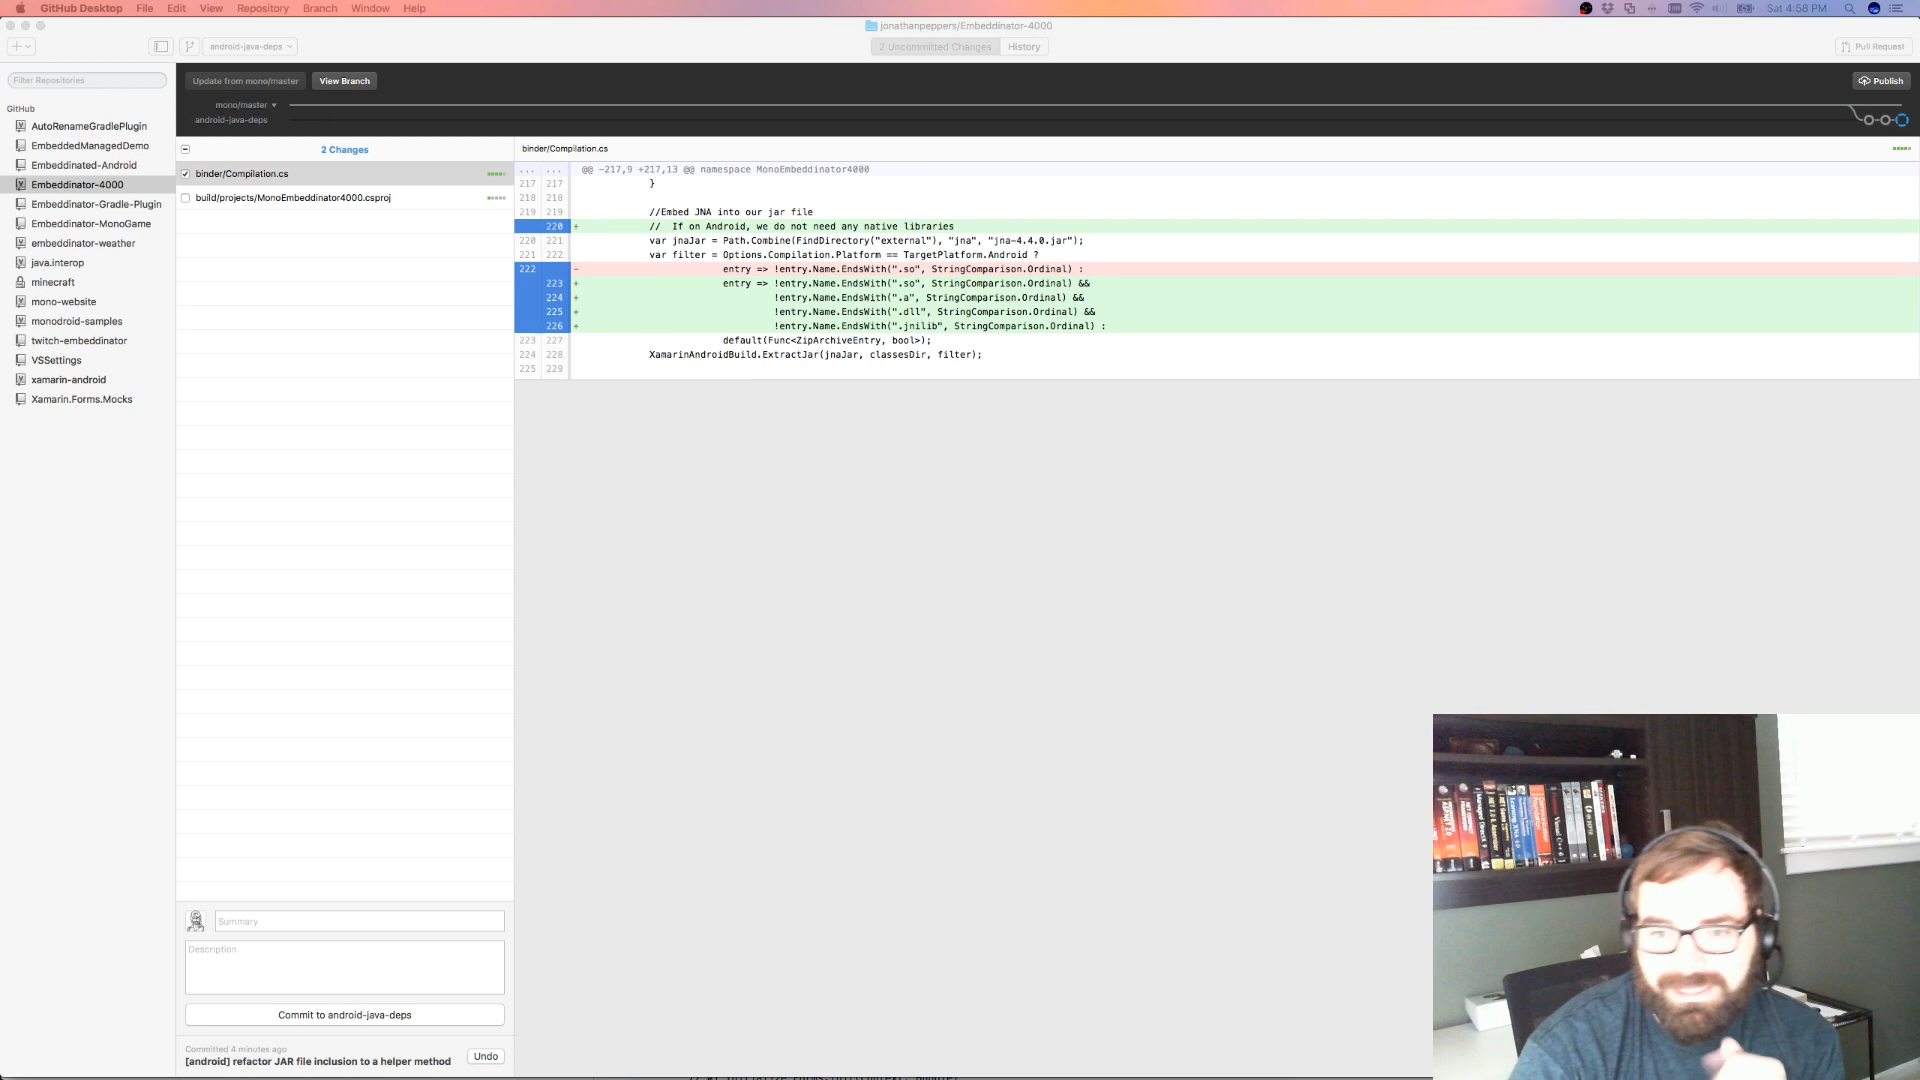 GitHub Desktop File Edit View Repository Branch Window Help
Sat 4:58 PM
jonathanpeppers/Embeddinator-4000
android-java-deps
2 Uncommitted Changes History
Pull Request
Filter Repositories
Update from mono/master View Branch
Publish
mono/master
android-java-deps
GitHub
AutoRenameGradlePlugin
EmbeddedManagedDemo
Embeddinated-Android
Embeddinator-4000
Embeddinator-Gradle-Plugin
Embeddinator-MonoGame
embeddinator-weather
java.interop
minecraft
mono-website
monodroid-samples
twitch-embeddinator
VSSettings
xamarin-android
Xamarin.Forms.Mocks
2 Changes
binder/Compilation.cs
build/projects/MonoEmbeddinator4000.csproj
binder/Compilation.cs
... ... @@ -217,9 +217,13 @@ namespace MonoEmbeddinator4000
217 217 }
218 218
219 219 //Embed JNA into our jar file
220 + // If on Android, we do not need any native libraries
220 221 var jnaJar = Path.Combine(FindDirectory("external"), "jna", "jna-4.4.0.jar");
221 222 var filter = Options.Compilation.Platform == TargetPlatform.Android ?
222 - entry => !entry.Name.EndsWith(".so", StringComparison.Ordinal) :
223 + entry => !entry.Name.EndsWith(".so", StringComparison.Ordinal) &&
224 + !entry.Name.EndsWith(".a", StringComparison.Ordinal) &&
225 + !entry.Name.EndsWith(".dll", StringComparison.Ordinal) &&
226 + !entry.Name.EndsWith(".jnilib", StringComparison.Ordinal) :
223 227 default(Func<ZipArchiveEntry, bool>);
224 228 XamarinAndroidBuild.ExtractJar(jnaJar, classesDir, filter);
225 229
Summary
Description
Commit to android-java-deps
Committed 4 minutes ago
[android] refactor JAR file inclusion to a helper method
Undo